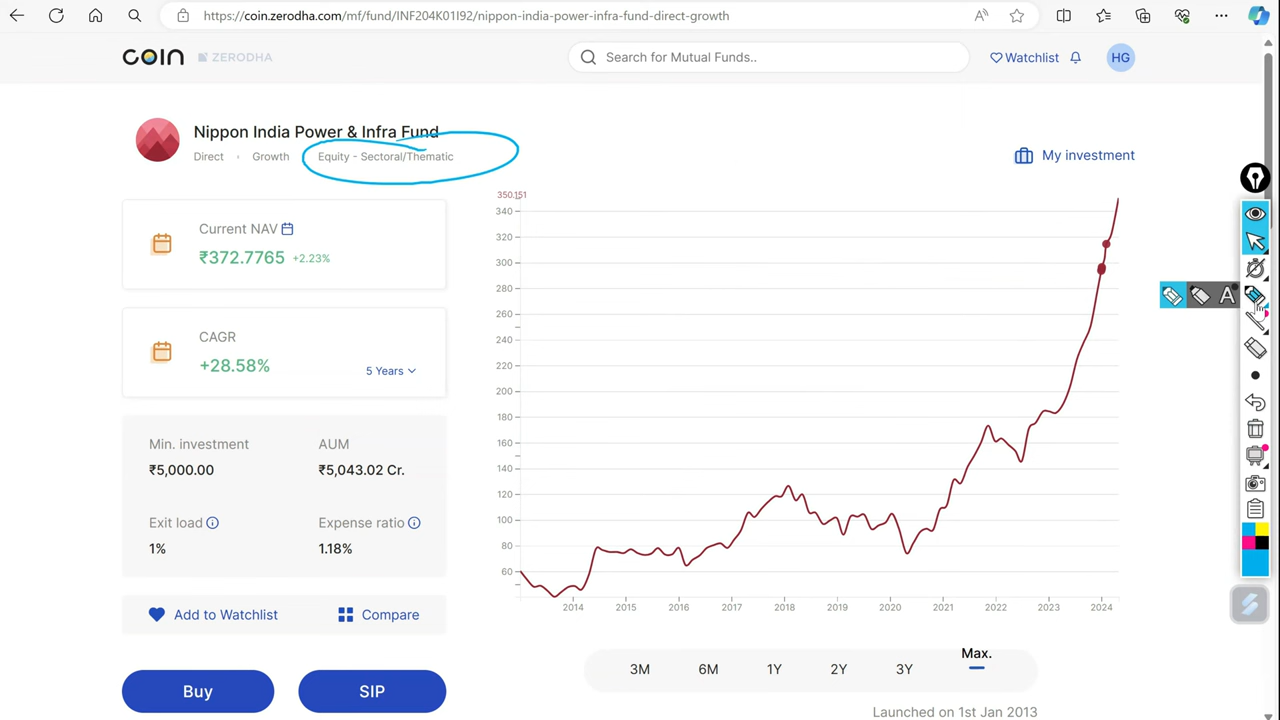 https://coin.zerodha.com/mf/fund/INF204K01I92/nippon-india-power-infra-fund-direct-growth
coin ZERODHA
Search for Mutual Funds..
Watchlist
HG
Nippon India Power & Infra Fund
Direct Growth Equity - Sectoral/Thematic
My investment
Current NAV
₹372.7765 +2.23%
CAGR
+28.58%
5 Years
Min. investment
₹5,000.00
AUM
₹5,043.02 Cr.
Exit load
1%
Expense ratio
1.18%
Add to Watchlist
Compare
Buy
SIP
350.151
340
320
300
280
260
240
220
200
180
160
140
120
100
80
60
2014 2015 2016 2017 2018 2019 2020 2021 2022 2023 2024
3M 6M 1Y 2Y 3Y Max.
Launched on 1st Jan 2013
A